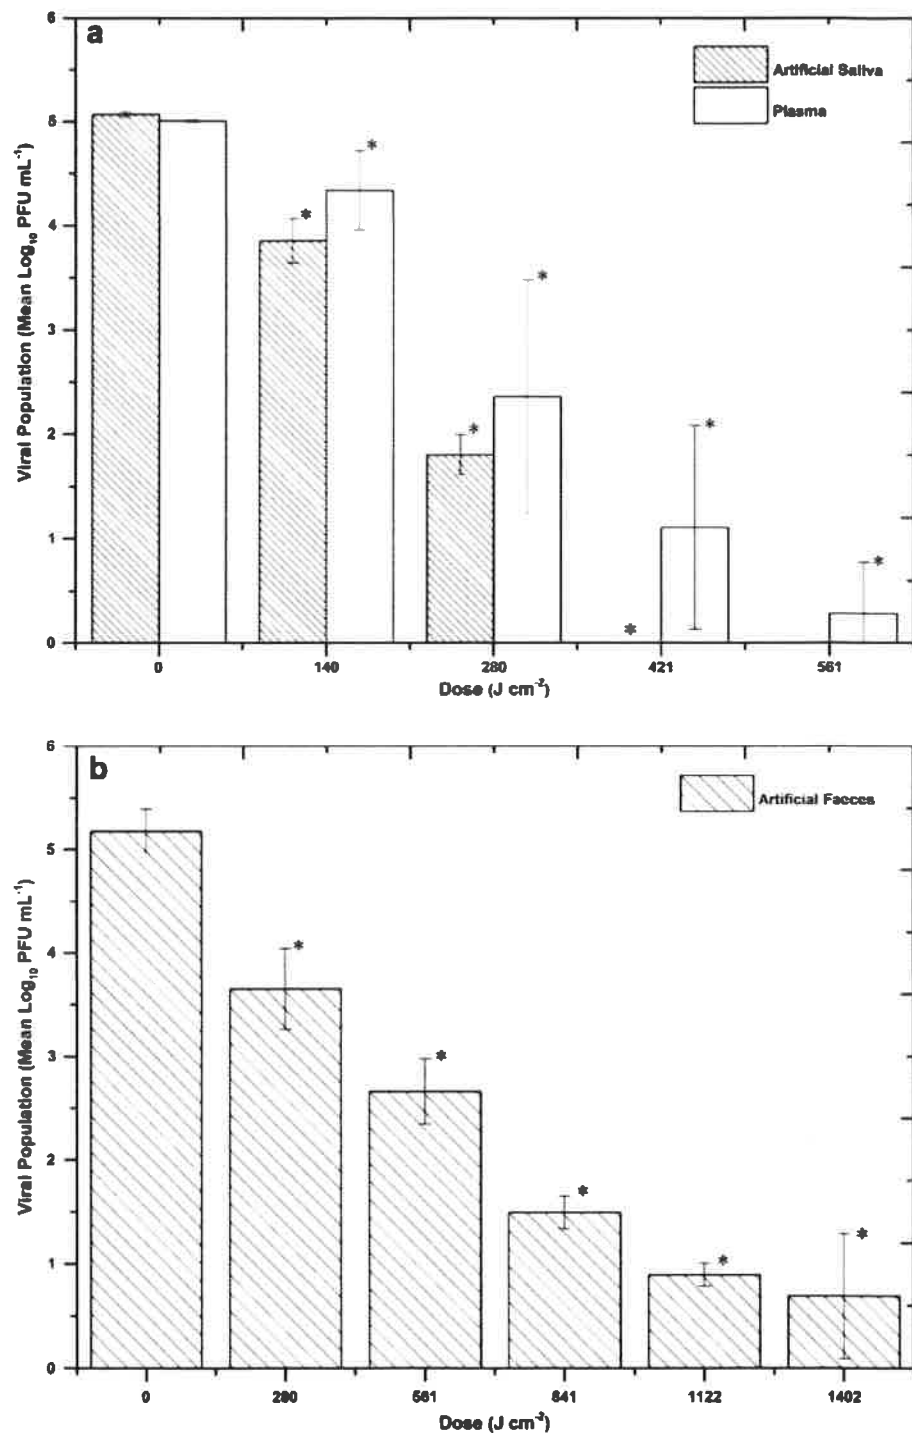 a
Artificial Saliva
Plasma
Viral Population (Mean Log₁₀ PFU mL⁻¹)
6
5
4
3
2
1
0
*
*
*
*
*
*
*
0 140 280 421 561
Dose (J cm⁻²)
b
Artificial Faeces
Viral Population (Mean Log₁₀ PFU mL⁻¹)
6
5
4
3
2
1
0
*
*
*
*
*
0 280 561 841 1122 1402
Dose (J cm⁻²)